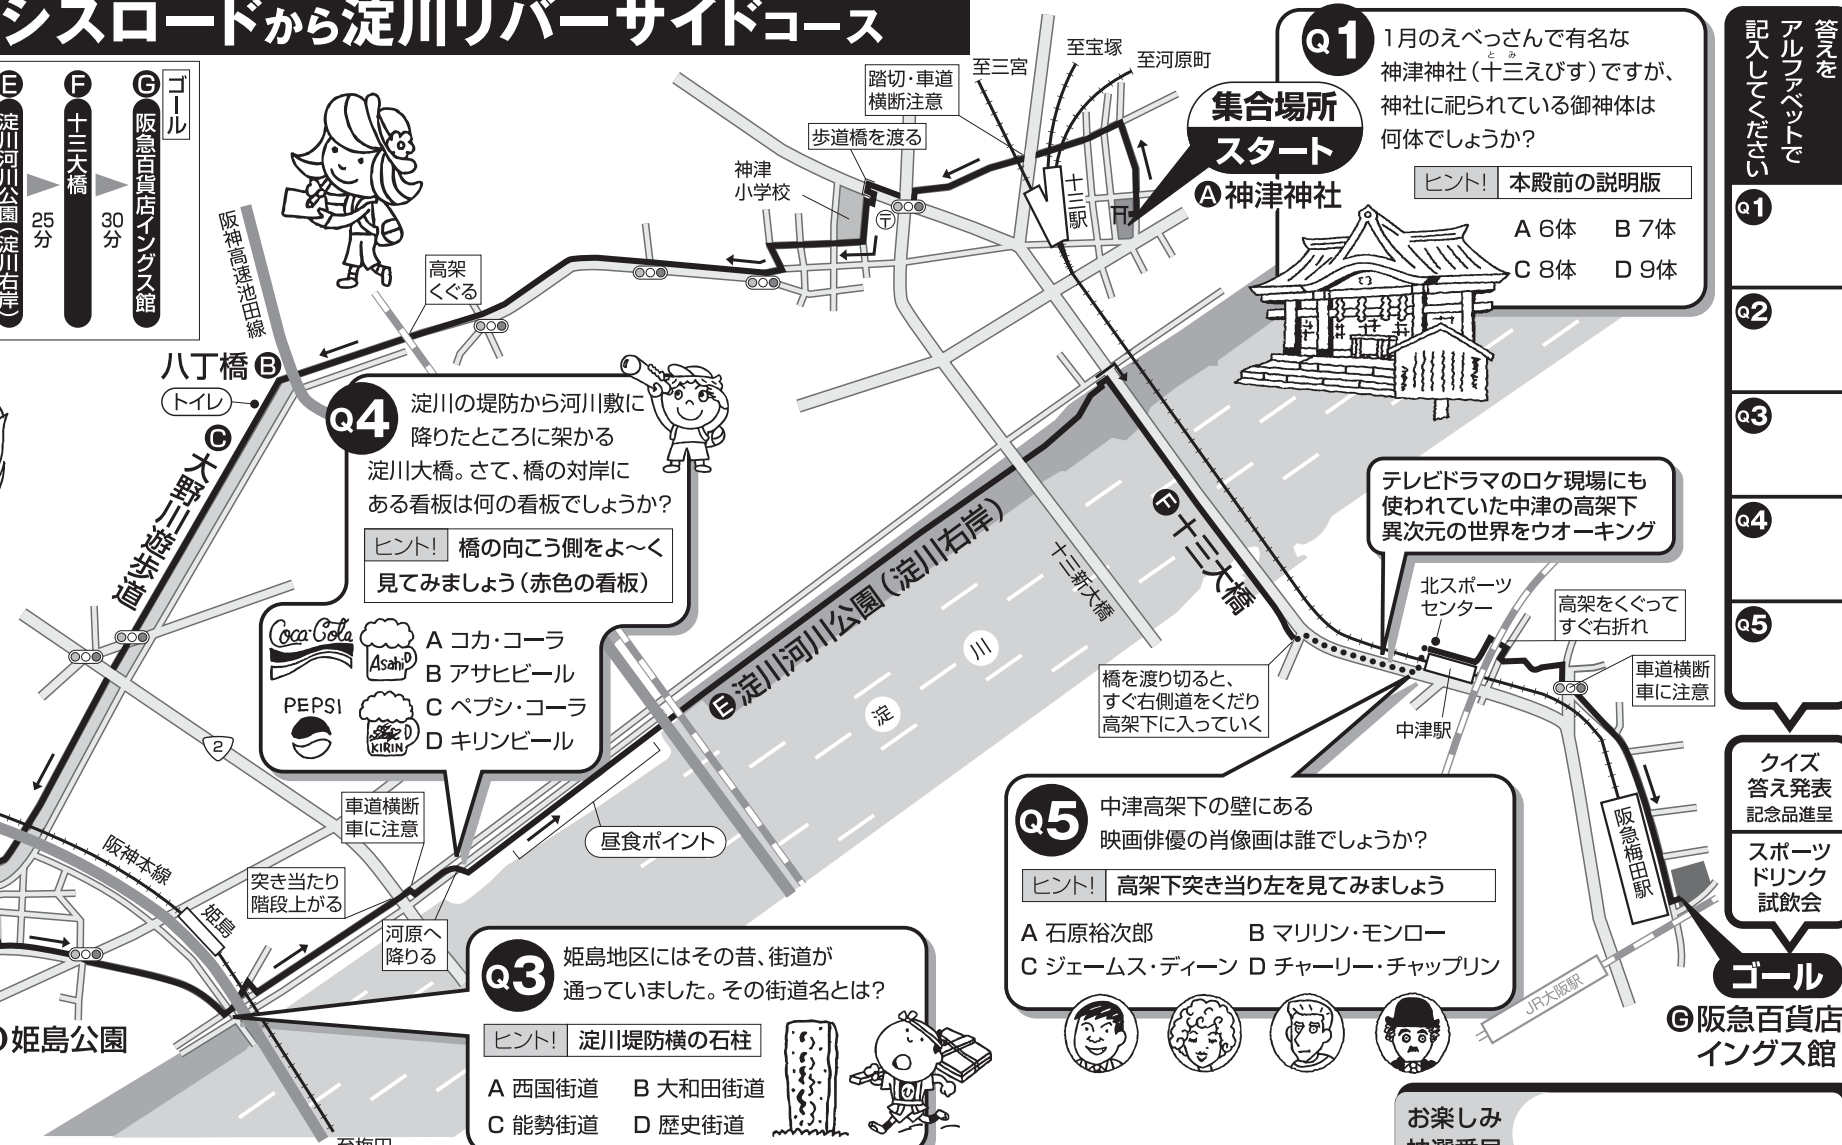 シスロードから淀川リバーサイドコース
E
淀川河川公園(淀川右岸)
25分
F
十三大橋
30分
G
阪急百貨店イングス館
ゴール
阪神高速池田線
高架
くぐる
神津
小学校
歩道橋を渡る
踏切・車道
横断注意
至三宮
至宝塚
至河原町
十三駅
集合場所
スタート
A 神津神社
Q1
1月のえべっさんで有名な
神津神社(十三えびす)ですが、
とみ
神社に祀られている御神体は
何体でしょうか?
ヒント! 本殿前の説明版
A 6体 B 7体
C 8体 D 9体
答えを
アルファベットで
記入してください
Q1
Q2
Q3
Q4
Q5
クイズ
答え発表
記念品進呈
スポーツ
ドリンク
試飲会
ゴール
G 阪急百貨店
イングス館
八丁橋 B
トイレ
C 大野川遊歩道
Q4
淀川の堤防から河川敷に
降りたところに架かる
淀川大橋。さて、橋の対岸に
ある看板は何の看板でしょうか?
ヒント! 橋の向こう側をよ〜く
見てみましょう(赤色の看板)
Coca-Cola
Asahi
PEPSI
KIRIN
A コカ・コーラ
B アサヒビール
C ペプシ・コーラ
D キリンビール
E 淀川河川公園(淀川右岸)
淀
川
十三新大橋
F 十三大橋
テレビドラマのロケ現場にも
使われていた中津の高架下
異次元の世界をウオーキング
北スポーツ
センター
高架をくぐって
すぐ右折れ
車道横断
車に注意
橋を渡り切ると、
すぐ右側道をくだり
高架下に入っていく
中津駅
阪急梅田駅
JR大阪駅
Q5
中津高架下の壁にある
映画俳優の肖像画は誰でしょうか?
ヒント! 高架下突き当り左を見てみましょう
A 石原裕次郎 B マリリン・モンロー
C ジェームス・ディーン D チャーリー・チャップリン
2
車道横断
車に注意
昼食ポイント
阪神本線
突き当たり
階段上がる
姫島
河原へ
降りる
姫島公園
Q3
姫島地区にはその昔、街道が
通っていました。その街道名とは?
ヒント! 淀川堤防横の石柱
A 西国街道 B 大和田街道
C 能勢街道 D 歴史街道
至梅田
お楽しみ
抽選番号